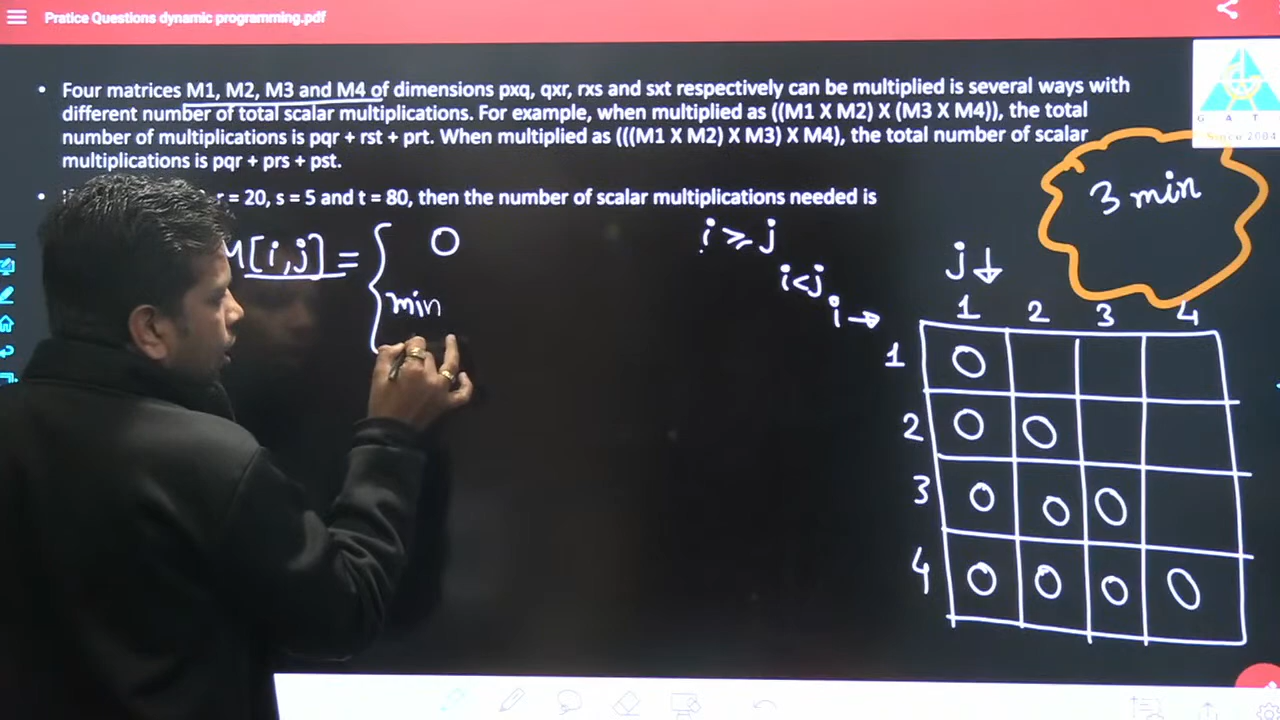 Pratice Questions dynamic programming.pdf
Four matrices M1, M2, M3 and M4 of dimensions pxq, qxr, rxs and sxt respectively can be multiplied is several ways with
different number of total scalar multiplications. For example, when multiplied as ((M1 X M2) X (M3 X M4)), the total
number of multiplications is pqr + rst + prt. When multiplied as (((M1 X M2) X M3) X M4), the total number of scalar
multiplications is pqr + prs + pst.
r = 20, s = 5 and t = 80, then the number of scalar multiplications needed is
GATE
Since 2004
3 min
M[i,j] = { 0 i ≥ j
min i<j
j ↓
i →
1 2 3 4
1 0
2 0 0
3 0 0 0
4 0 0 0 0